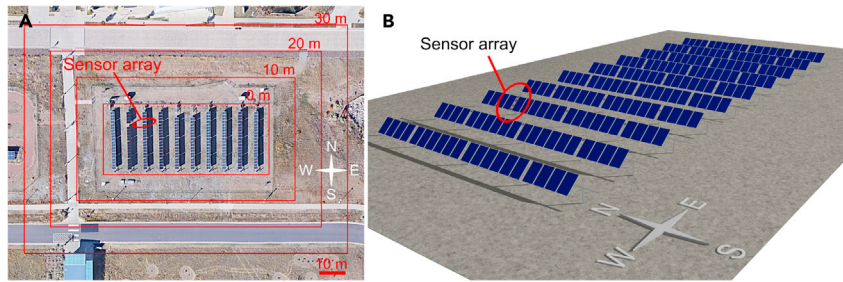 A
30 m
20 m
Sensor array
10 m
0 m
N
W E
S
10 m
B
Sensor array
N
E
W
S